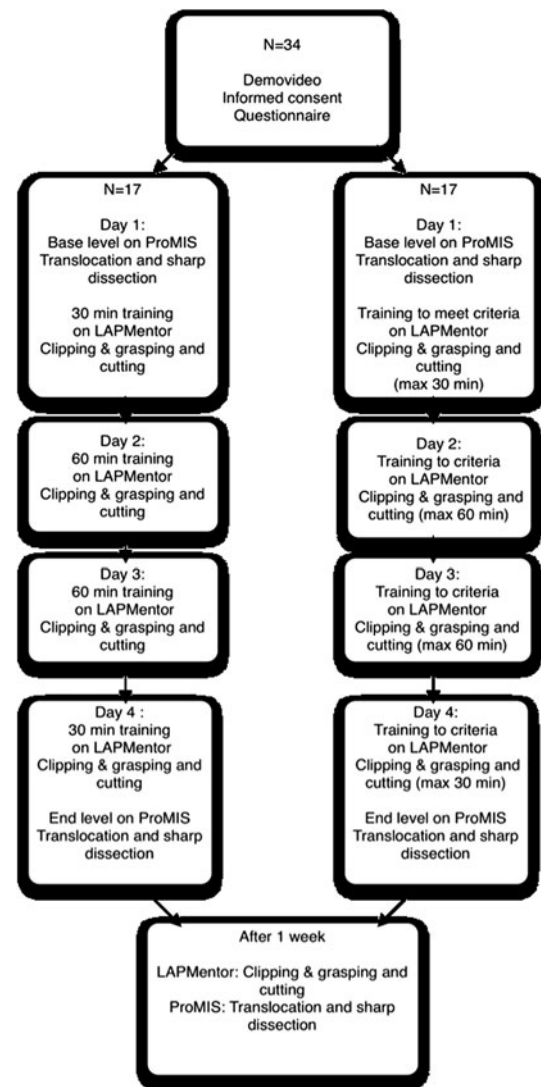 N=34
Demovideo
Informed consent
Questionnaire
N=17
Day 1:
Base level on ProMIS
Translocation and sharp
dissection
30 min training
on LAPMentor
Clipping & grasping and
cutting
Day 2:
60 min training
on LAPMentor
Clipping & grasping and
cutting
Day 3:
60 min training
on LAPMentor
Clipping & grasping and
cutting
Day 4 :
30 min training
on LAPMentor
Clipping & grasping and
cutting
End level on ProMIS
Translocation and sharp
dissection
N=17
Day 1:
Base level on ProMIS
Translocation and sharp
dissection
Training to meet criteria
on LAPMentor
Clipping & grasping and
cutting
(max 30 min)
Day 2:
Training to criteria
on LAPMentor
Clipping & grasping and
cutting (max 60 min)
Day 3:
Training to criteria
on LAPMentor
Clipping & grasping and
cutting (max 60 min)
Day 4:
Training to criteria
on LAPMentor
Clipping & grasping and
cutting (max 30 min)
End level on ProMIS
Translocation and sharp
dissection
After 1 week
LAPMentor: Clipping & grasping and
cutting
ProMIS: Translocation and sharp
dissection